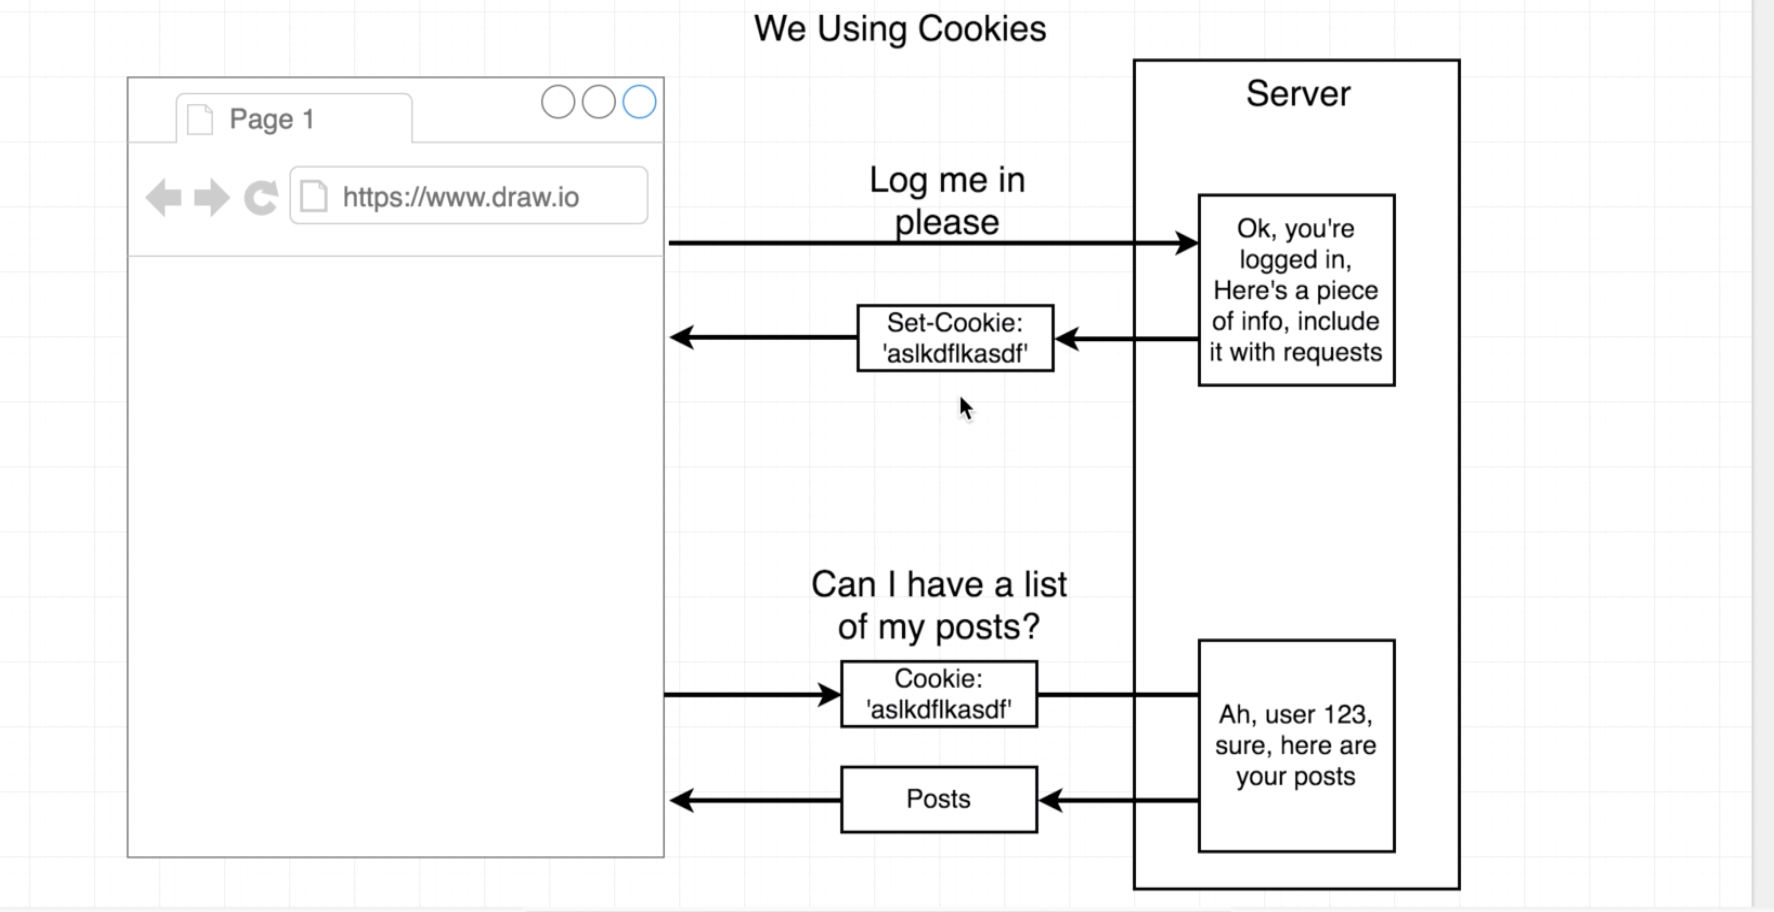 We Using Cookies
Page 1
https://www.draw.io
Server
Log me in
please
Ok, you're
logged in,
Here's a piece
of info, include
it with requests
Set-Cookie:
'aslkdflkasdf'
Can I have a list
of my posts?
Cookie:
'aslkdflkasdf'
Ah, user 123,
sure, here are
your posts
Posts